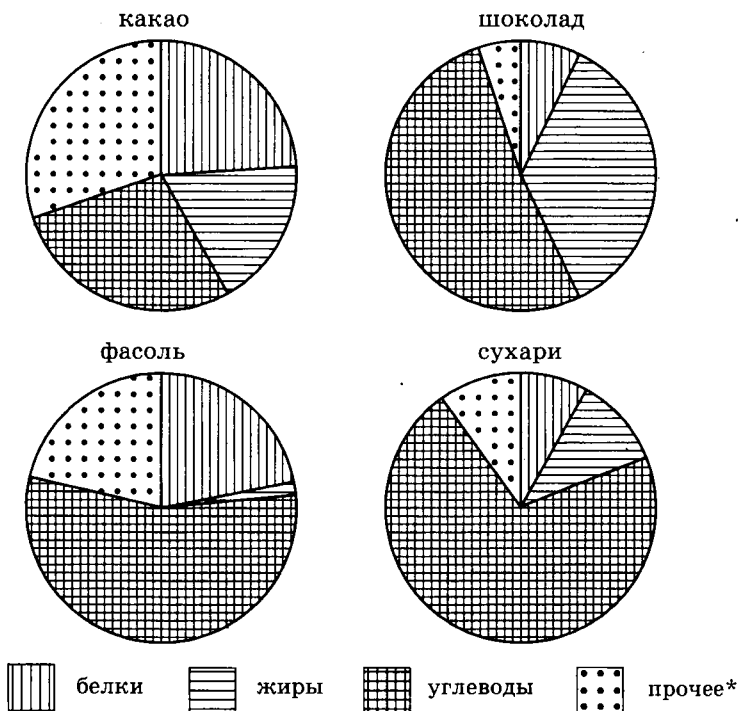 какао
шоколад
фасоль
сухари
белки
жиры
углеводы
прочее*